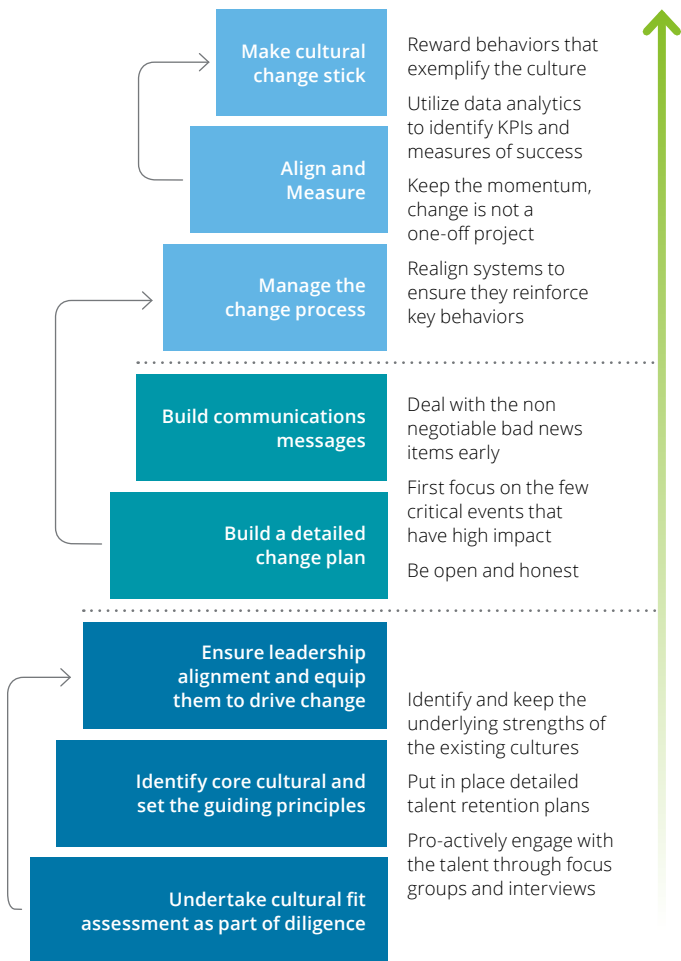 Make cultural
change stick
Reward behaviors that
exemplify the culture
Utilize data analytics
to identify KPIs and
measures of success
Align and
Measure
Keep the momentum,
change is not a
one-off project
Manage the
change process
Realign systems to
ensure they reinforce
key behaviors
Build communications
messages
Deal with the non
negotiable bad news
items early
First focus on the few
critical events that
have high impact
Build a detailed
change plan
Be open and honest
Ensure leadership
alignment and equip
them to drive change
Identify and keep the
underlying strengths of
the existing cultures
Identify core cultural and
set the guiding principles
Put in place detailed
talent retention plans
Pro-actively engage with
the talent through focus
groups and interviews
Undertake cultural fit
assessment as part of diligence